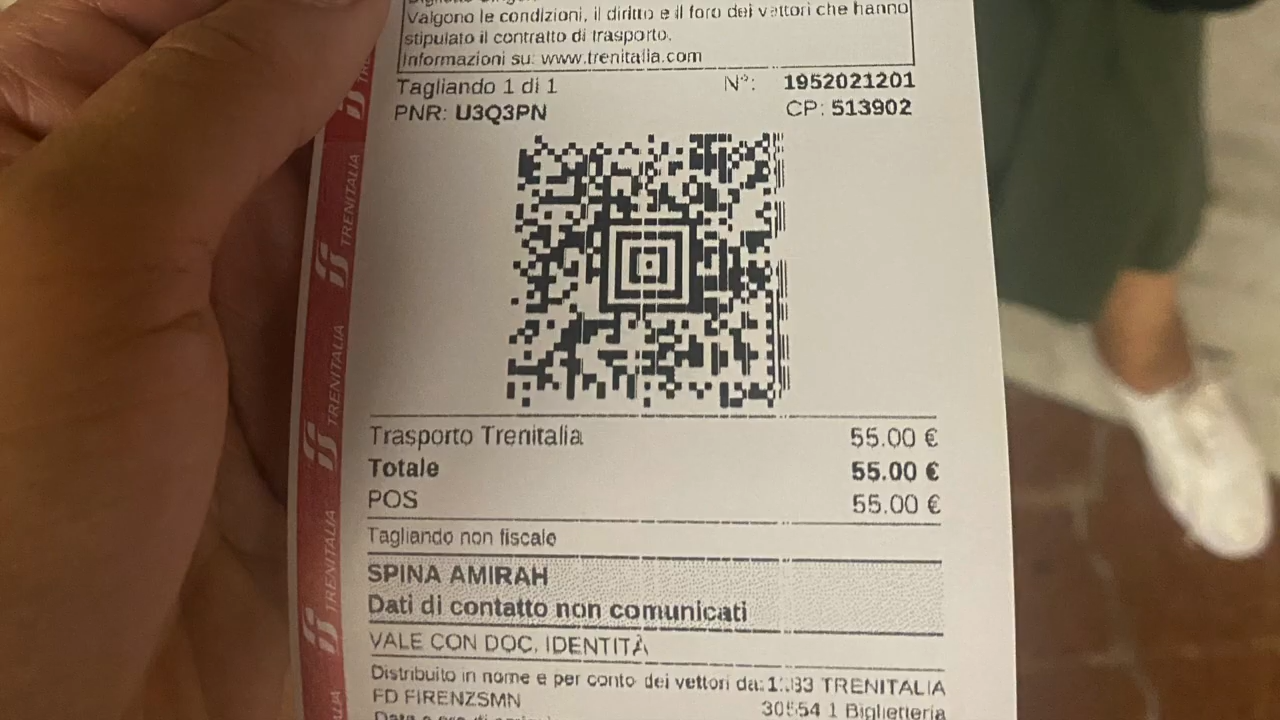 Valgono le condizioni, il diritto e il foro dei vettori che hanno
stipulato il contratto di trasporto.
Informazioni su: www.trenitalia.com
Tagliando 1 di 1 N°: 1952021201
PNR: U3Q3PN CP: 513902
Trasporto Trenitalia 55.00 €
Totale 55.00 €
POS 55.00 €
Tagliando non fiscale
SPINA AMIRAH
Dati di contatto non comunicati
VALE CON DOC. IDENTITÀ
Distribuito in nome e per conto dei vettori da: TRENITALIA
FD FIRENZSMN 30554 1 Biglietteria
TRENITALIA
TRENITALIA
TRENITALIA
TRENITALIA